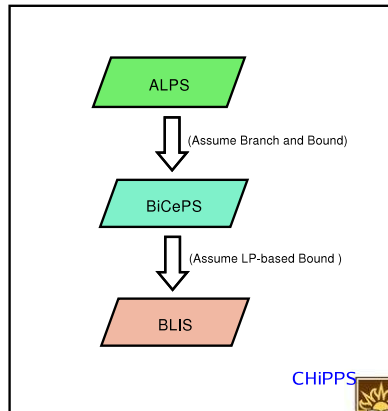 ALPS
(Assume Branch and Bound)
BiCePS
(Assume LP-based Bound )
BLIS
CHiPPS